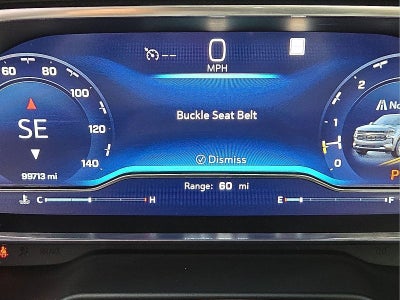 0
MPH
60
80
100
120
140
SE
99713 mi
Buckle Seat Belt
Dismiss
Range: 60 mi
C H
E F
2
1
0
No
P